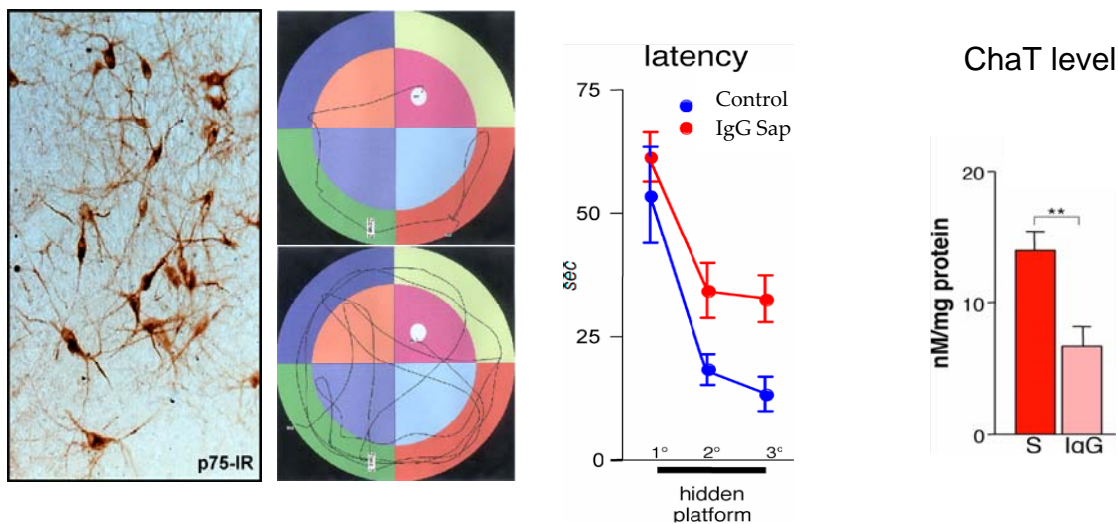 p75-IR
latency
75
50
25
0
sec
Control
IgG Sap
1°
2°
3°
hidden
platform
ChaT level
20
10
0
nM/mg protein
**
S
IgG